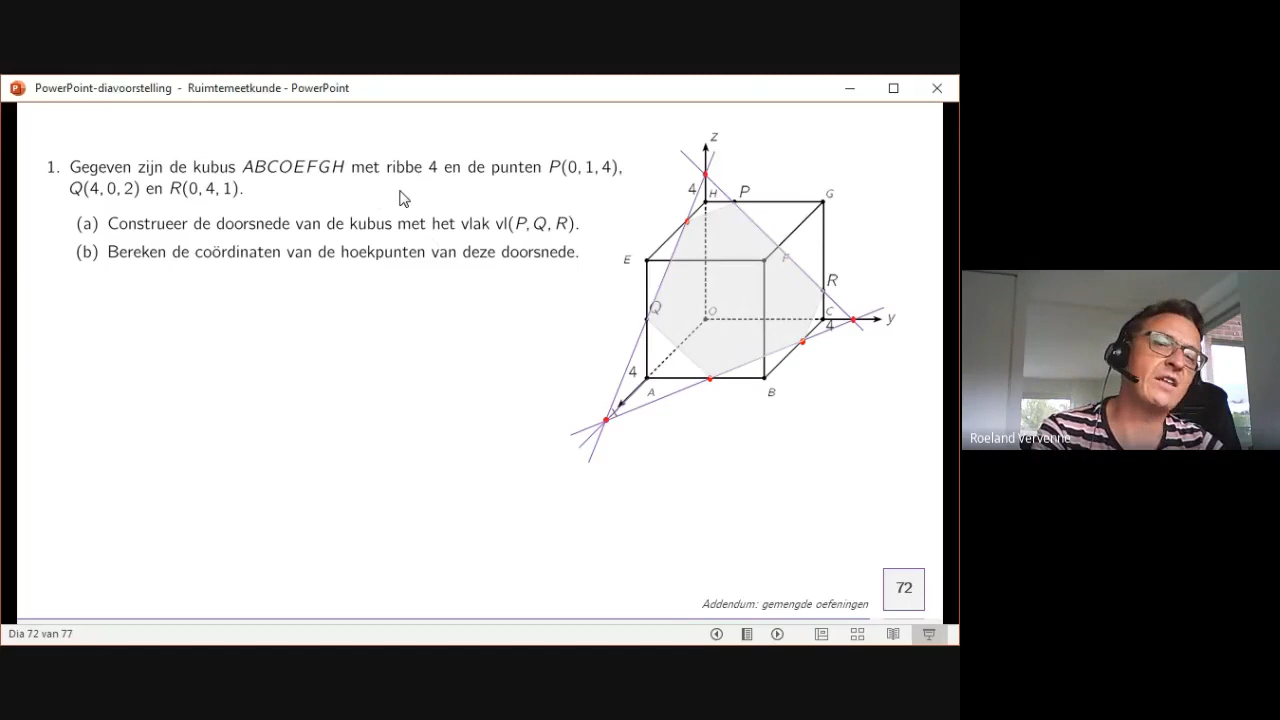 PowerPoint-diavoorstelling - Ruimtemeetkunde - PowerPoint
1. Gegeven zijn de kubus ABCOEFGH met ribbe 4 en de punten P(0, 1, 4),
Q(4, 0, 2) en R(0, 4, 1).
(a) Construeer de doorsnede van de kubus met het vlak vl(P, Q, R).
(b) Bereken de coördinaten van de hoekpunten van deze doorsnede.
z
4 H P G
E F
R
Q O C
4 y
4
A B
x
Roeland Vervenne
72
Addendum: gemengde oefeningen
Dia 72 van 77